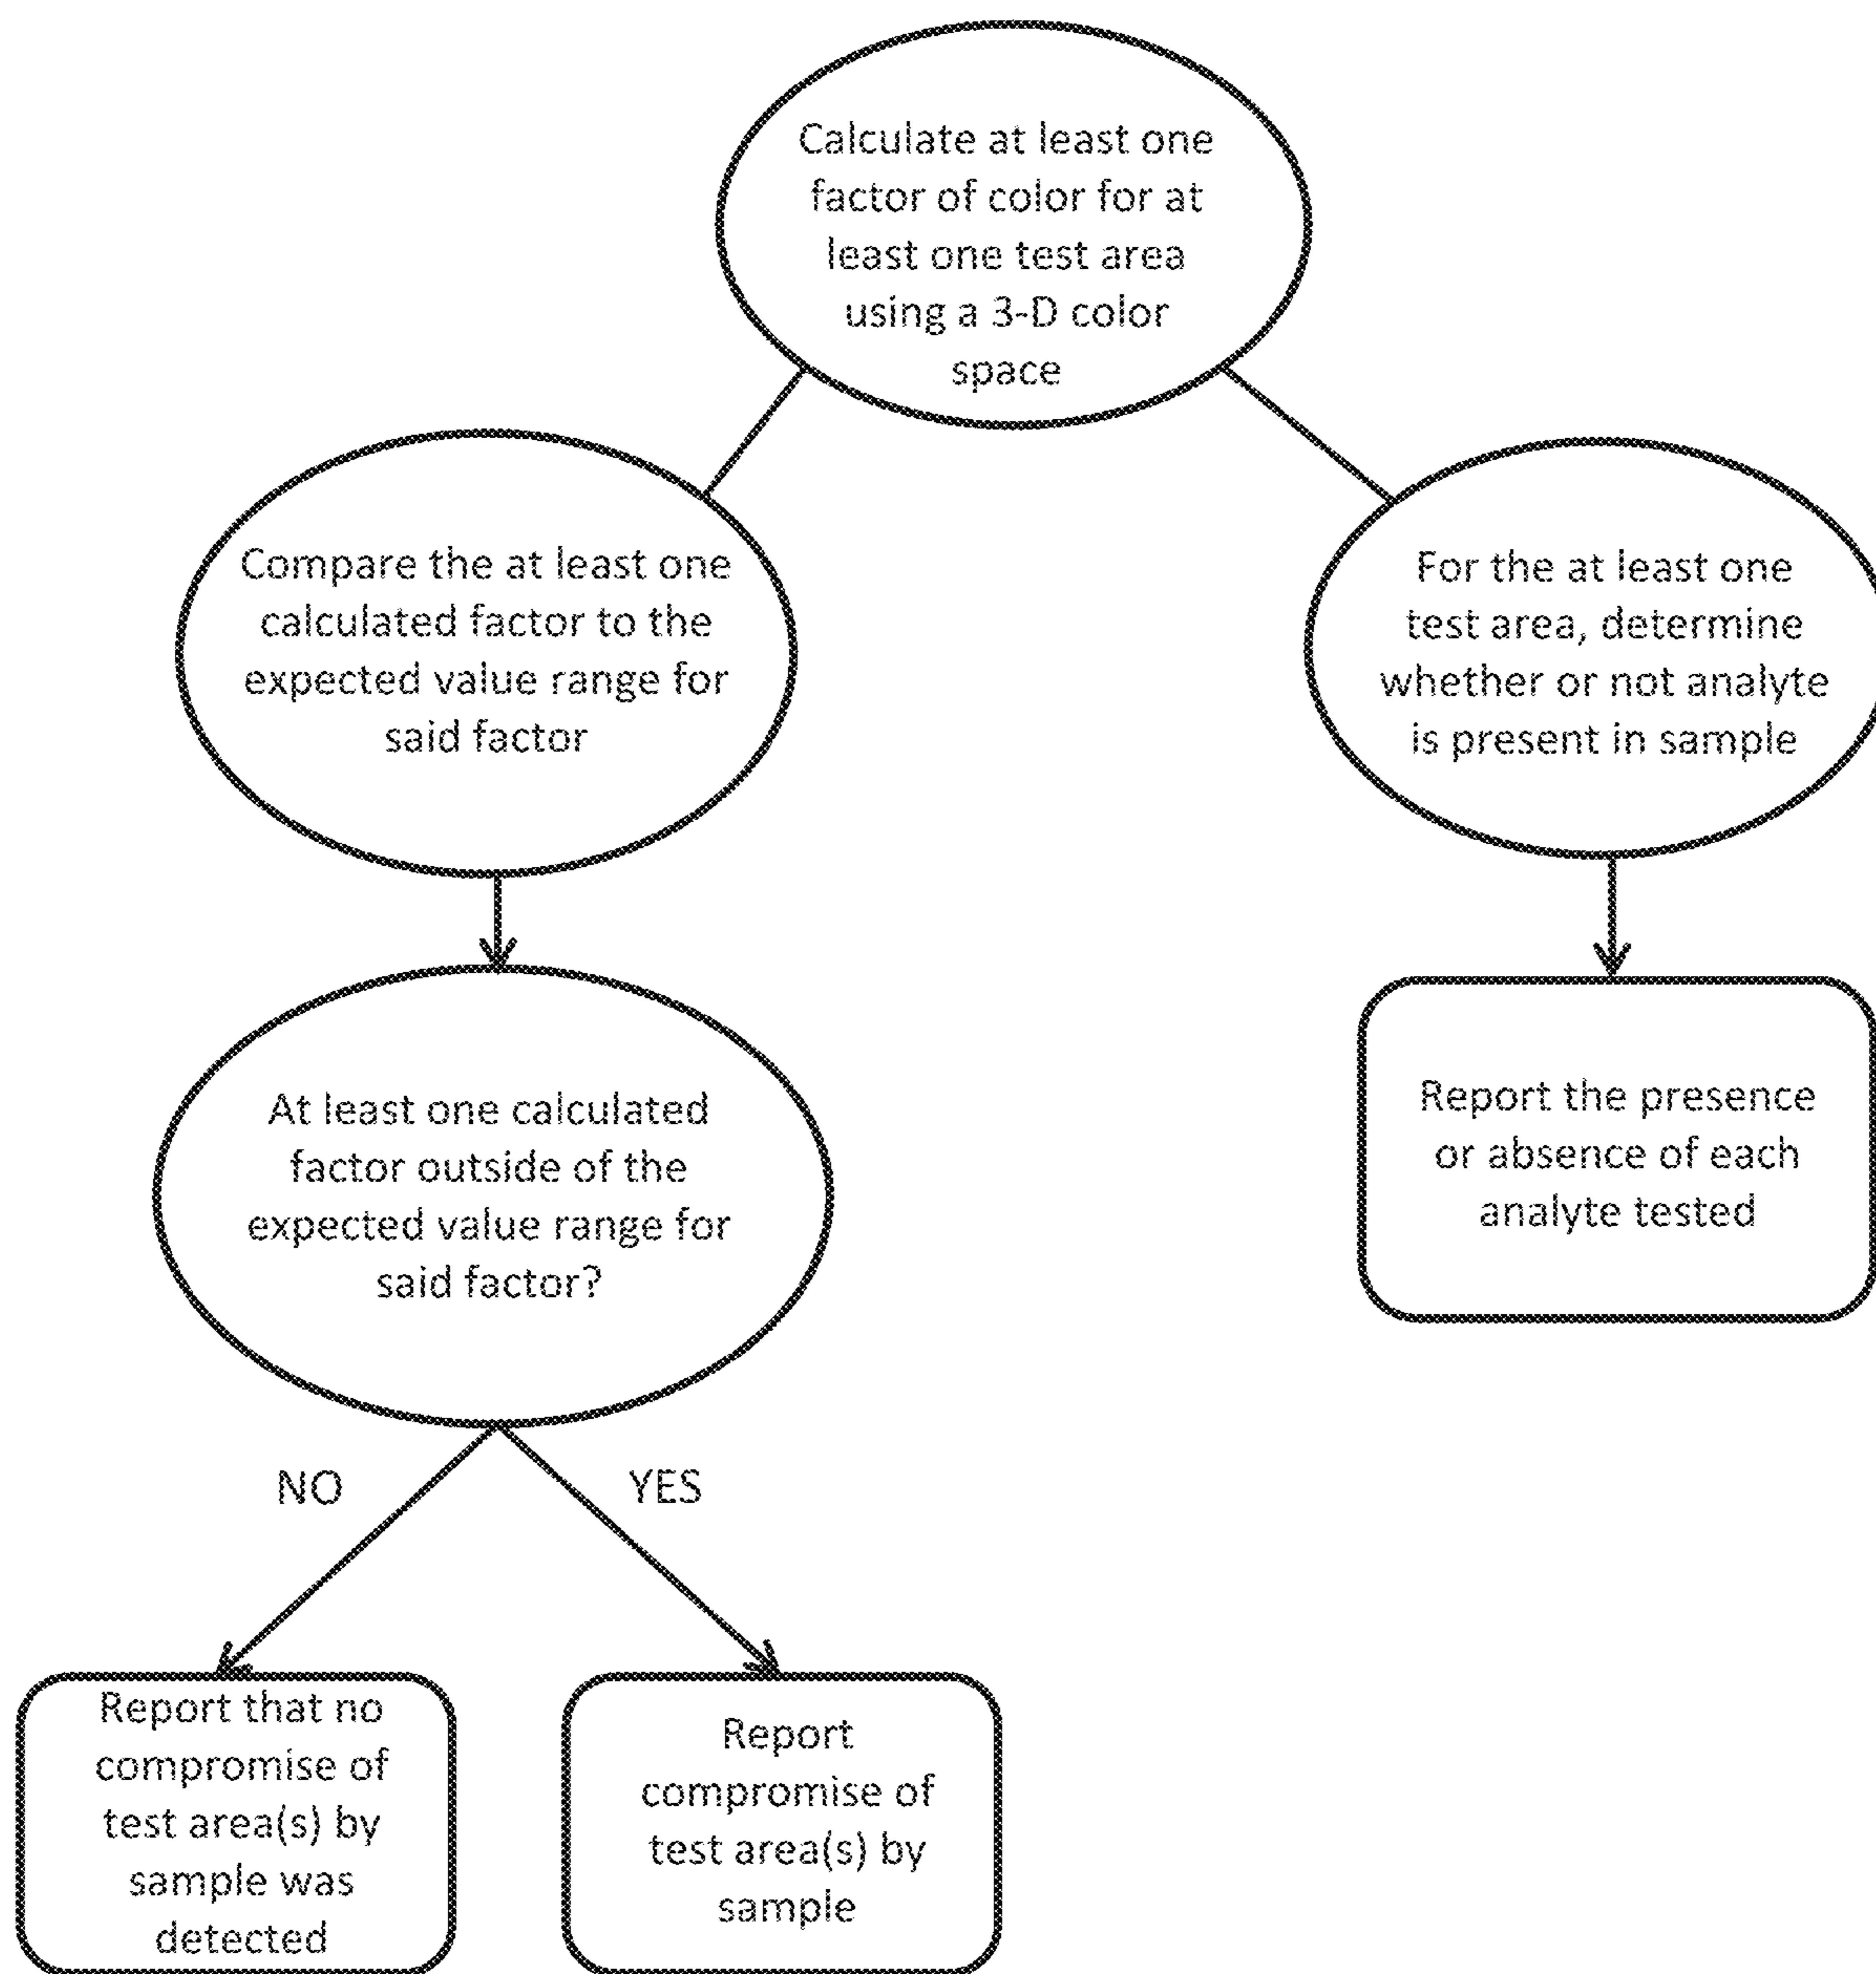 Calculate at least one
factor of color for at
least one test area
using a 3-D color
space
Compare the at least one
calculated factor to the
expected value range for
said factor
For the at least one
test area, determine
whether or not analyte
is present in sample
At least one calculated
factor outside of the
expected value range for
said factor?
Report the presence
or absence of each
analyte tested
NO
YES
Report that no
compromise of
test area(s) by
sample was
detected
Report
compromise of
test area(s) by
sample